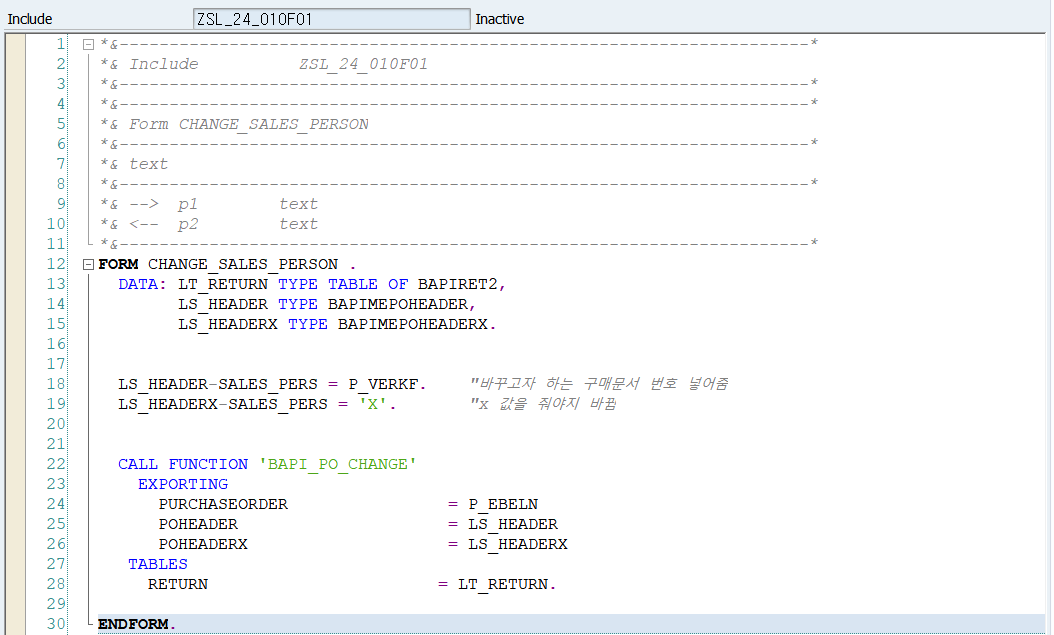 Include ZSL_24_010F01 Inactive
1 *&---------------------------------------------------------------------*
2 *& Include          ZSL_24_010F01
3 *&---------------------------------------------------------------------*
4 *&---------------------------------------------------------------------*
5 *& Form CHANGE_SALES_PERSON
6 *&---------------------------------------------------------------------*
7 *& text
8 *&---------------------------------------------------------------------*
9 *& -->  p1        text
10 *& <--  p2        text
11 *&---------------------------------------------------------------------*
12 FORM CHANGE_SALES_PERSON .
13   DATA: LT_RETURN TYPE TABLE OF BAPIRET2,
14         LS_HEADER TYPE BAPIMEPOHEADER,
15         LS_HEADERX TYPE BAPIMEPOHEADERX.
16
17
18   LS_HEADER-SALES_PERS = P_VERKF.    "바꾸고자 하는 구매문서 번호 넣어줌
19   LS_HEADERX-SALES_PERS = 'X'.       "x 값을 줘야지 바뀜
20
21
22   CALL FUNCTION 'BAPI_PO_CHANGE'
23     EXPORTING
24       PURCHASEORDER                = P_EBELN
25       POHEADER                     = LS_HEADER
26       POHEADERX                    = LS_HEADERX
27    TABLES
28      RETURN                       = LT_RETURN.
29
30 ENDFORM.